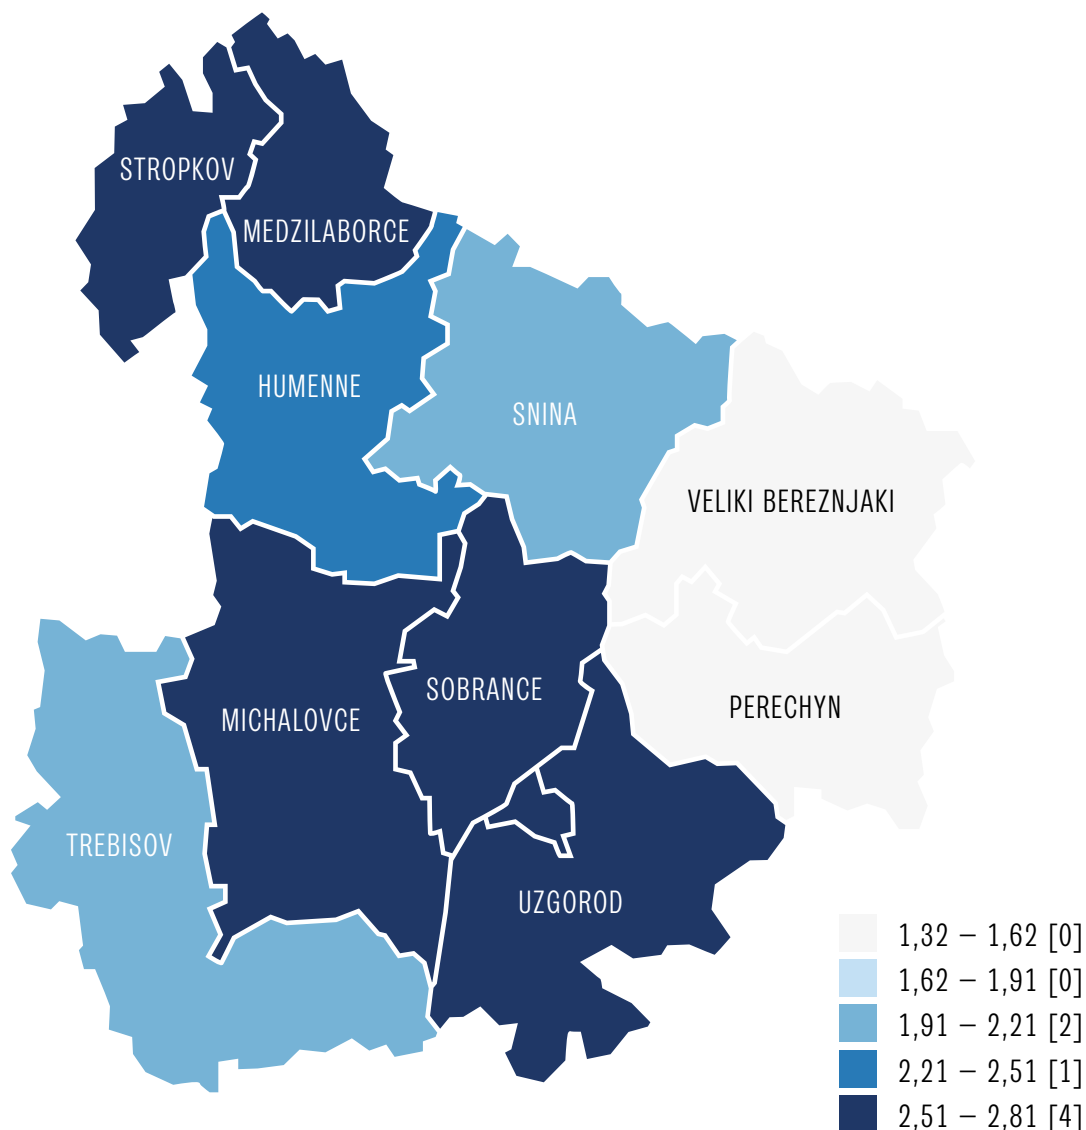 STROPKOV
MEDZILABORCE
HUMENNE
SNINA
VELIKI BEREZNJAKI
SOBRANCE
PERECHYN
MICHALOVCE
TREBISOV
UZGOROD
1,32 – 1,62 [0]
1,62 – 1,91 [0]
1,91 – 2,21 [2]
2,21 – 2,51 [1]
2,51 – 2,81 [4]